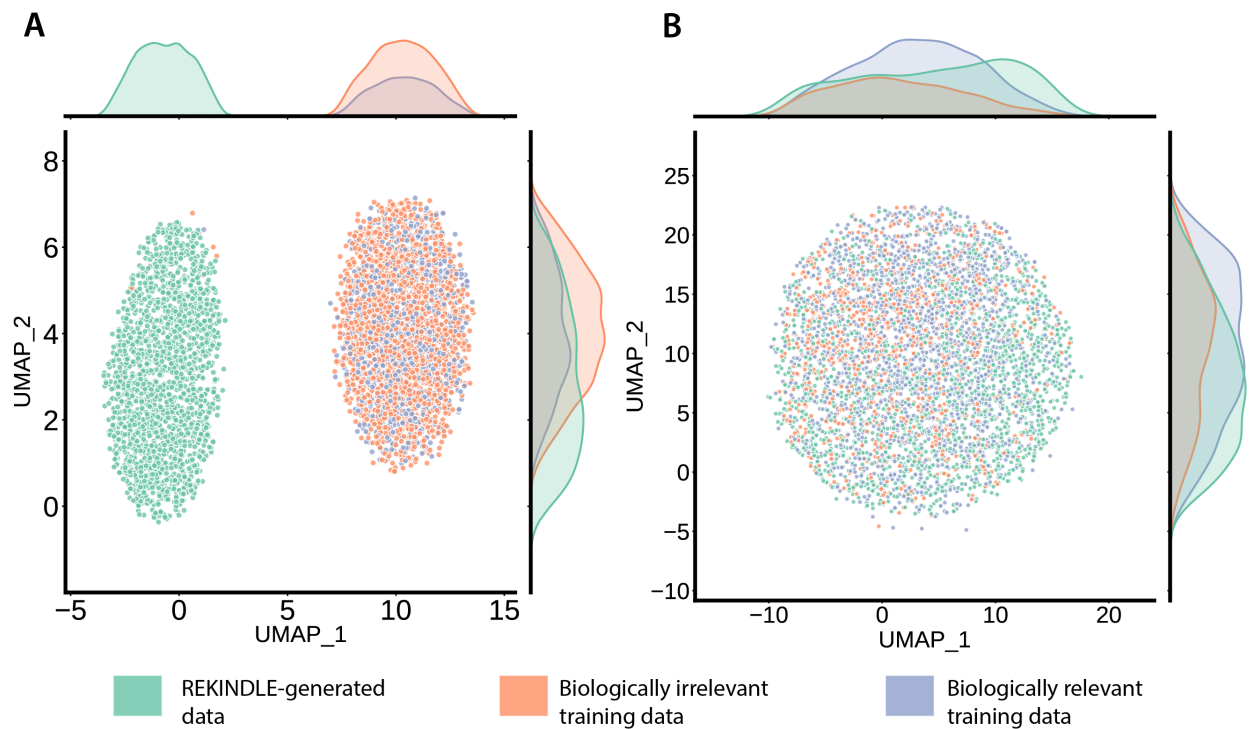 A
B
8
6
4
2
0
UMAP_2
−5
0
5
10
15
UMAP_1
25
20
15
10
5
0
−5
−10
UMAP_2
−10
0
10
20
UMAP_1
REKINDLE-generated
data
Biologically irrelevant
training data
Biologically relevant
training data